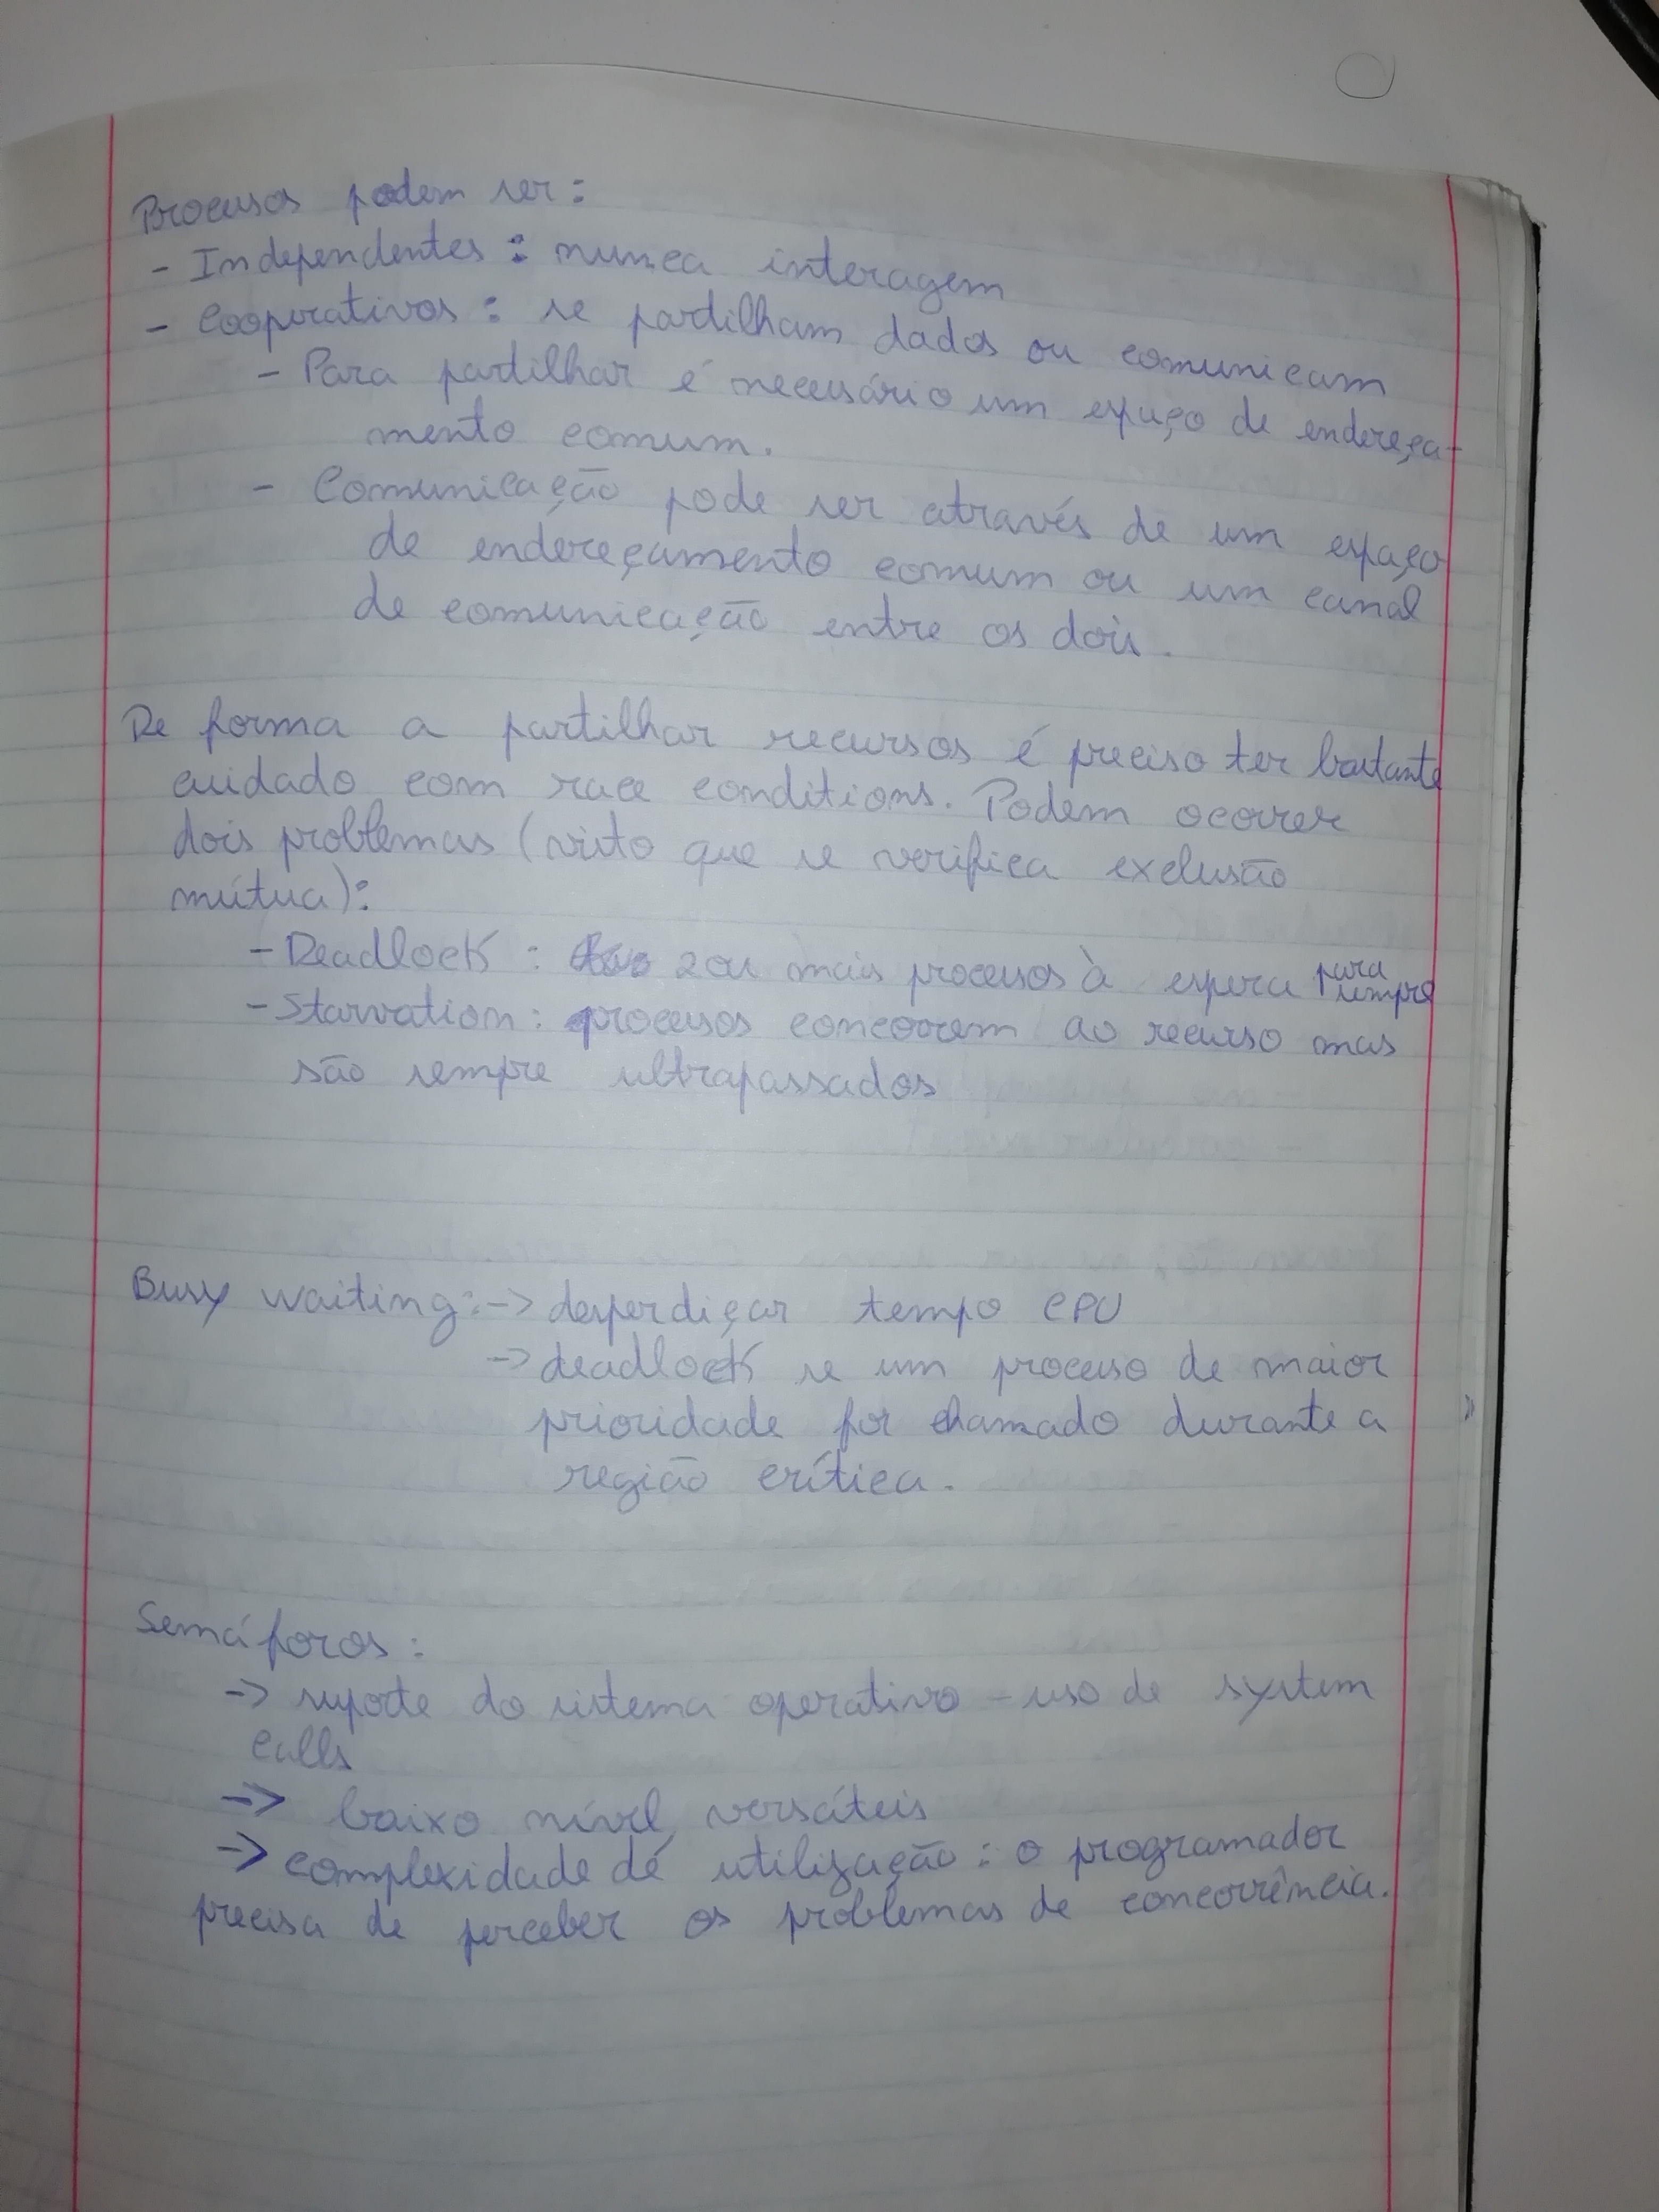 Processos podem ser:
- Independentes: nunca interagem
- Cooperativos: se partilham dados ou comunicam
- Para partilhar é necessário um espaço de endereça-
mento comum.
- Comunicação pode ser através de um espaço
de endereçamento comum ou um canal
de comunicação entre os dois.
De forma a partilhar recursos é preciso ter bastante
cuidado com race conditions. Podem ocorrer
dois problemas (visto que se verifica exclusão
mútua):
- Deadlock: 2 ou mais processos à espera para sempre
- Starvation: processos concorrem ao recurso mas
são sempre ultrapassados
Busy waiting: -> desperdiçar tempo CPU
-> deadlock se um processo de maior
prioridade for chamado durante a
região crítica.
Semáforos:
-> suporte do sistema operativo - uso de system
calls
-> baixo nível, versáteis
-> complexidade de utilização: o programador
precisa de perceber os problemas de concorrência.